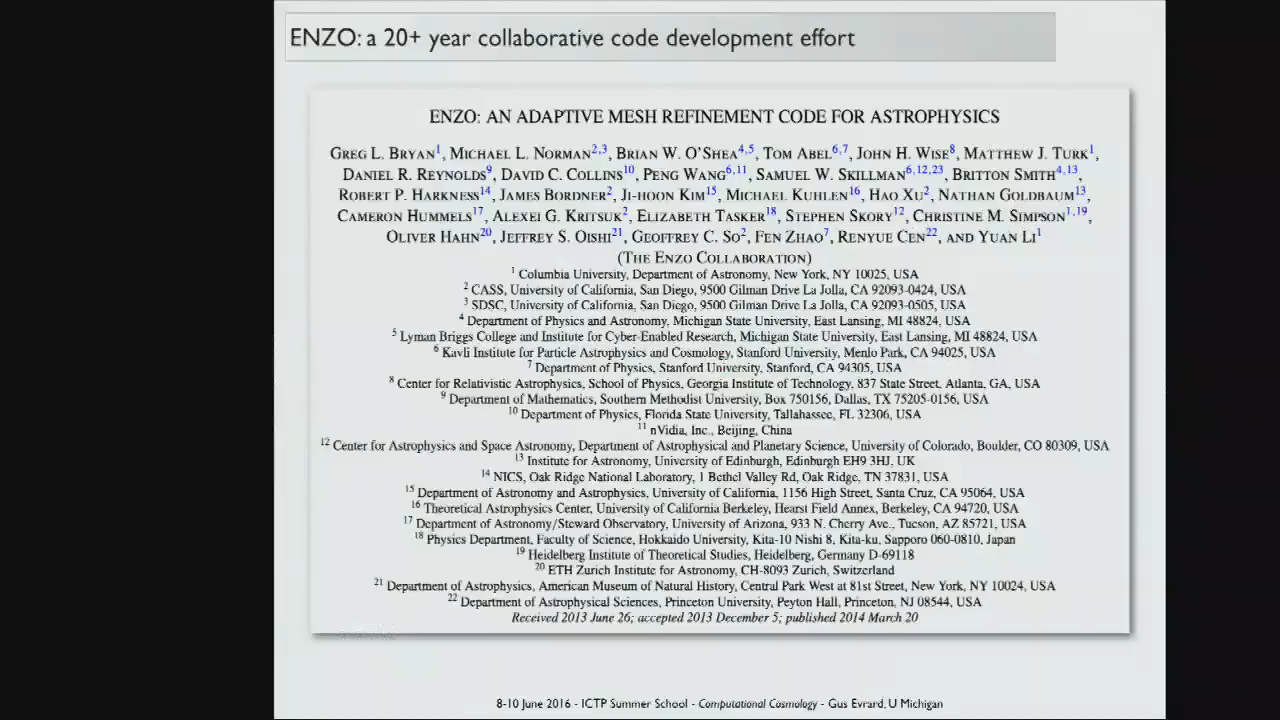 ENZO: a 20+ year collaborative code development effort
ENZO: AN ADAPTIVE MESH REFINEMENT CODE FOR ASTROPHYSICS
GREG L. BRYAN1, MICHAEL L. NORMAN2,3, BRIAN W. O'SHEA4,5, TOM ABEL6,7, JOHN H. WISE8, MATTHEW J. TURK1,
DANIEL R. REYNOLDS9, DAVID C. COLLINS10, PENG WANG6,11, SAMUEL W. SKILLMAN6,12,23, BRITTON SMITH4,13,
ROBERT P. HARKNESS14, JAMES BORDNER2, JI-HOON KIM15, MICHAEL KUHLEN16, HAO XU2, NATHAN GOLDBAUM13,
CAMERON HUMMELS17, ALEXEI G. KRITSUK2, ELIZABETH TASKER18, STEPHEN SKORY12, CHRISTINE M. SIMPSON1,19,
OLIVER HAHN20, JEFFREY S. OISHI21, GEOFFREY C. SO2, FEN ZHAO7, RENYUE CEN22, AND YUAN LI1
(THE ENZO COLLABORATION)
1 Columbia University, Department of Astronomy, New York, NY 10025, USA
2 CASS, University of California, San Diego, 9500 Gilman Drive La Jolla, CA 92093-0424, USA
3 SDSC, University of California, San Diego, 9500 Gilman Drive La Jolla, CA 92093-0505, USA
4 Department of Physics and Astronomy, Michigan State University, East Lansing, MI 48824, USA
5 Lyman Briggs College and Institute for Cyber-Enabled Research, Michigan State University, East Lansing, MI 48824, USA
6 Kavli Institute for Particle Astrophysics and Cosmology, Stanford University, Menlo Park, CA 94025, USA
7 Department of Physics, Stanford University, Stanford, CA 94305, USA
8 Center for Relativistic Astrophysics, School of Physics, Georgia Institute of Technology, 837 State Street, Atlanta, GA, USA
9 Department of Mathematics, Southern Methodist University, Box 750156, Dallas, TX 75205-0156, USA
10 Department of Physics, Florida State University, Tallahassee, FL 32306, USA
11 nVidia, Inc., Beijing, China
12 Center for Astrophysics and Space Astronomy, Department of Astrophysical and Planetary Science, University of Colorado, Boulder, CO 80309, USA
13 Institute for Astronomy, University of Edinburgh, Edinburgh EH9 3HJ, UK
14 NICS, Oak Ridge National Laboratory, 1 Bethel Valley Rd, Oak Ridge, TN 37831, USA
15 Department of Astronomy and Astrophysics, University of California, 1156 High Street, Santa Cruz, CA 95064, USA
16 Theoretical Astrophysics Center, University of California Berkeley, Hearst Field Annex, Berkeley, CA 94720, USA
17 Department of Astronomy/Steward Observatory, University of Arizona, 933 N. Cherry Ave., Tucson, AZ 85721, USA
18 Physics Department, Faculty of Science, Hokkaido University, Kita-10 Nishi 8, Kita-ku, Sapporo 060-0810, Japan
19 Heidelberg Institute of Theoretical Studies, Heidelberg, Germany D-69118
20 ETH Zurich Institute for Astronomy, CH-8093 Zurich, Switzerland
21 Department of Astrophysics, American Museum of Natural History, Central Park West at 81st Street, New York, NY 10024, USA
22 Department of Astrophysical Sciences, Princeton University, Peyton Hall, Princeton, NJ 08544, USA
Received 2013 June 26; accepted 2013 December 5; published 2014 March 20
8-10 June 2016 - ICTP Summer School - Computational Cosmology - Gus Evrard, U Michigan